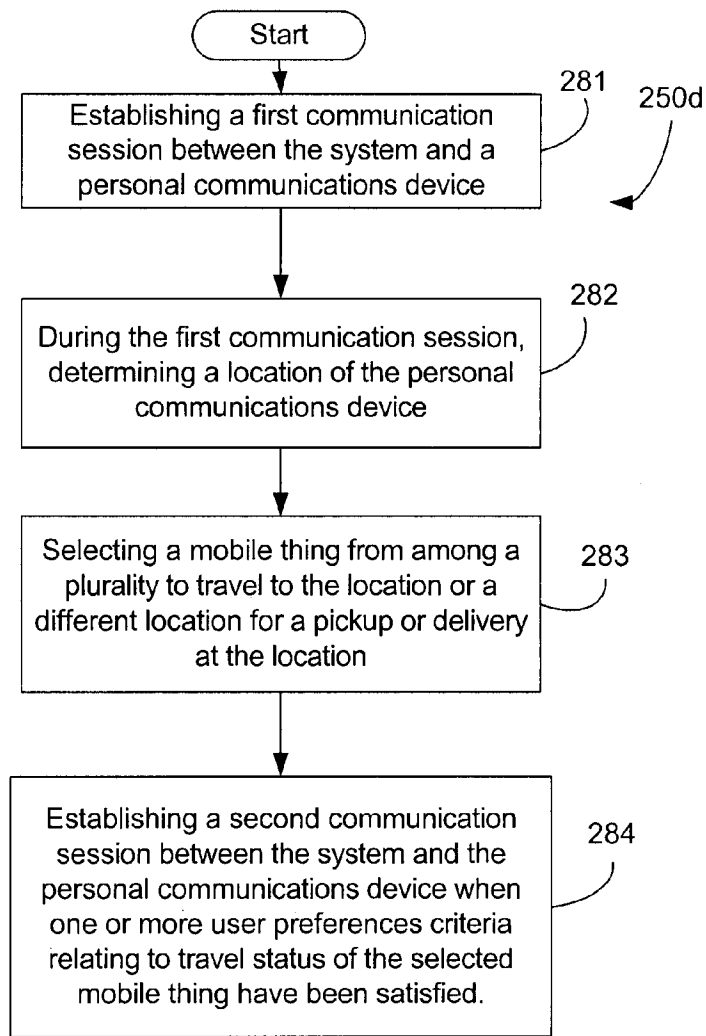 Start
281
250d
Establishing a first communication
session between the system and a
personal communications device
282
During the first communication session,
determining a location of the personal
communications device
283
Selecting a mobile thing from among a
plurality to travel to the location or a
different location for a pickup or delivery
at the location
284
Establishing a second communication
session between the system and the
personal communications device when
one or more user preferences criteria
relating to travel status of the selected
mobile thing have been satisfied.